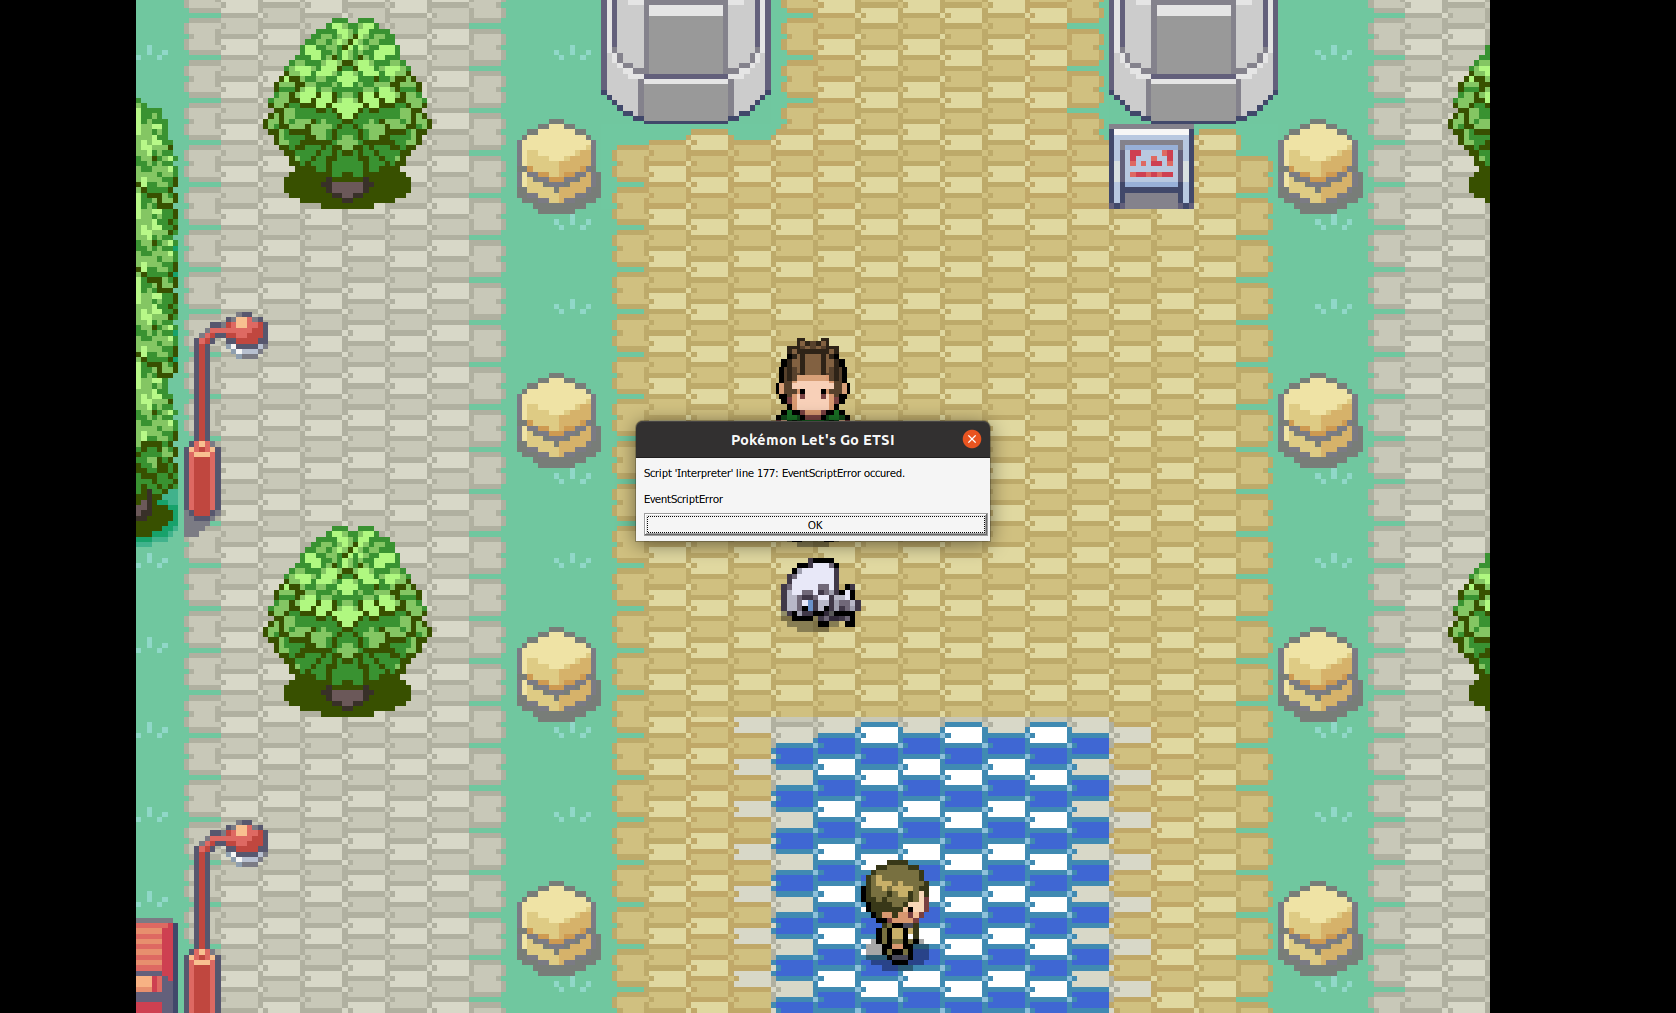 Pokémon Let's Go ETSI
Script 'Interpreter' line 177: EventScriptError occured.
EventScriptError
OK